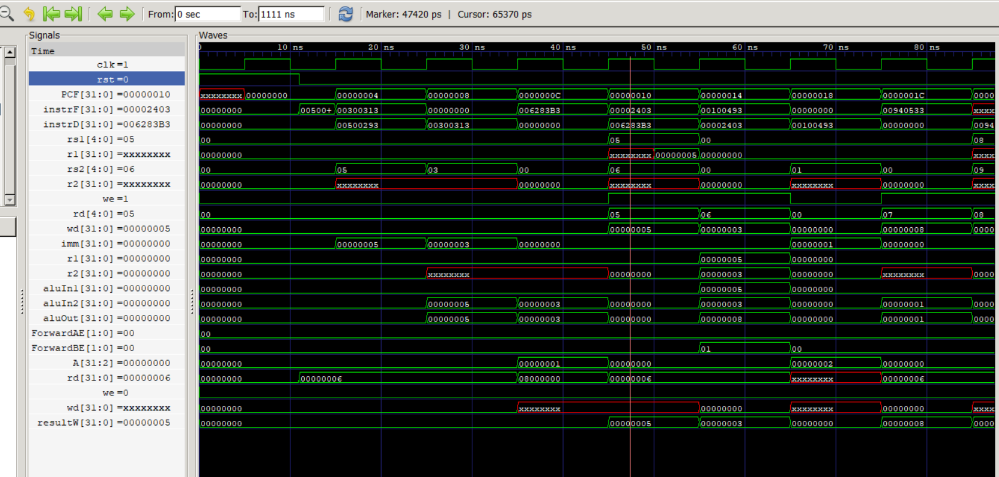 From: 0 sec To: 1111 ns Marker: 47420 ps | Cursor: 65370 ps
Signals Waves
Time 0 10 ns 20 ns 30 ns 40 ns 50 ns 60 ns 70 ns 80 ns
clk =1
rst =0
PCF[31:0] =00000010 xxxxxxxx 00000000 00000004 00000008 0000000C 00000010 00000014 00000018 0000001C 0000
instrF[31:0] =00002403 00000000 00500+ 00300313 00000000 006283B3 00002403 00100493 00000000 00940533 xxxx
instrD[31:0] =006283B3 00000000 00500293 00300313 00000000 006283B3 00002403 00100493 00000000 0094
rs1[4:0] =05 00 05 00 08
r1[31:0] =xxxxxxxx 00000000 xxxxxxxx 00000005 00000000 xxxx
rs2[4:0] =06 00 05 03 00 06 00 01 00 09
r2[31:0] =xxxxxxxx 00000000 xxxxxxxx 00000000 xxxxxxxx 00000000 xxxxxxxx 00000000 xxxx
we =1
rd[4:0] =05 00 05 06 00 07 08
wd[31:0] =00000005 00000000 00000005 00000003 00000000 00000008 0000
imm[31:0] =00000000 00000000 00000005 00000003 00000000 00000001 00000000
r1[31:0] =00000000 00000000 00000005 00000000
r2[31:0] =00000000 00000000 xxxxxxxx 00000000 00000003 00000000 xxxxxxxx 0000
aluIn1[31:0] =00000000 00000000 00000005 00000000
aluIn2[31:0] =00000000 00000000 00000005 00000003 00000000 00000003 00000000 00000001 0000
aluOut[31:0] =00000000 00000000 00000005 00000003 00000000 00000008 00000000 00000001 0000
ForwardAE[1:0] =00 00
ForwardBE[1:0] =00 00 01 00
A[31:2] =00000000 00000000 00000001 00000000 00000002 00000000
rd[31:0] =00000006 00000000 00000006 08000000 00000006 xxxxxxxx 00000006
we =0
wd[31:0] =xxxxxxxx 00000000 xxxxxxxx 00000000 xxxxxxxx 00000000 xxxx
resultW[31:0] =00000005 00000000 00000005 00000003 00000000 00000008 0000